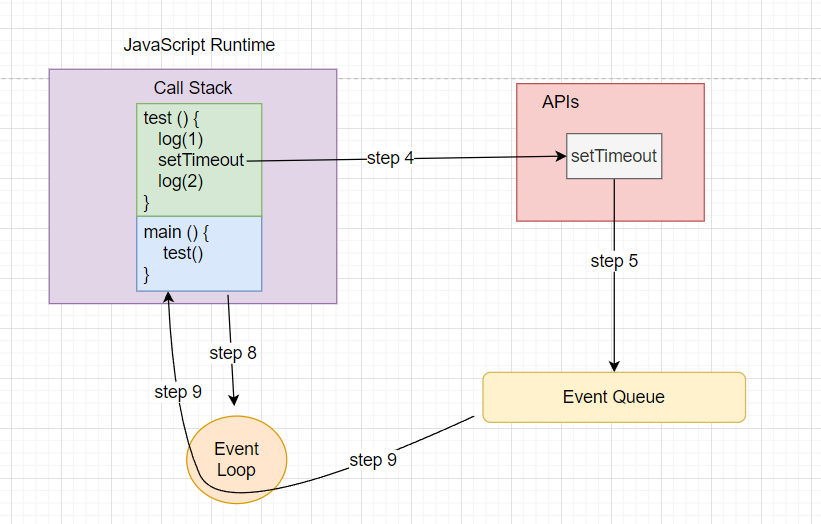 JavaScript Runtime
Call Stack
test () {
log(1)
setTimeout
log(2)
}
main () {
test()
}
APIs
setTimeout
step 4
step 5
step 8
step 9
Event Queue
Event
Loop
step 9